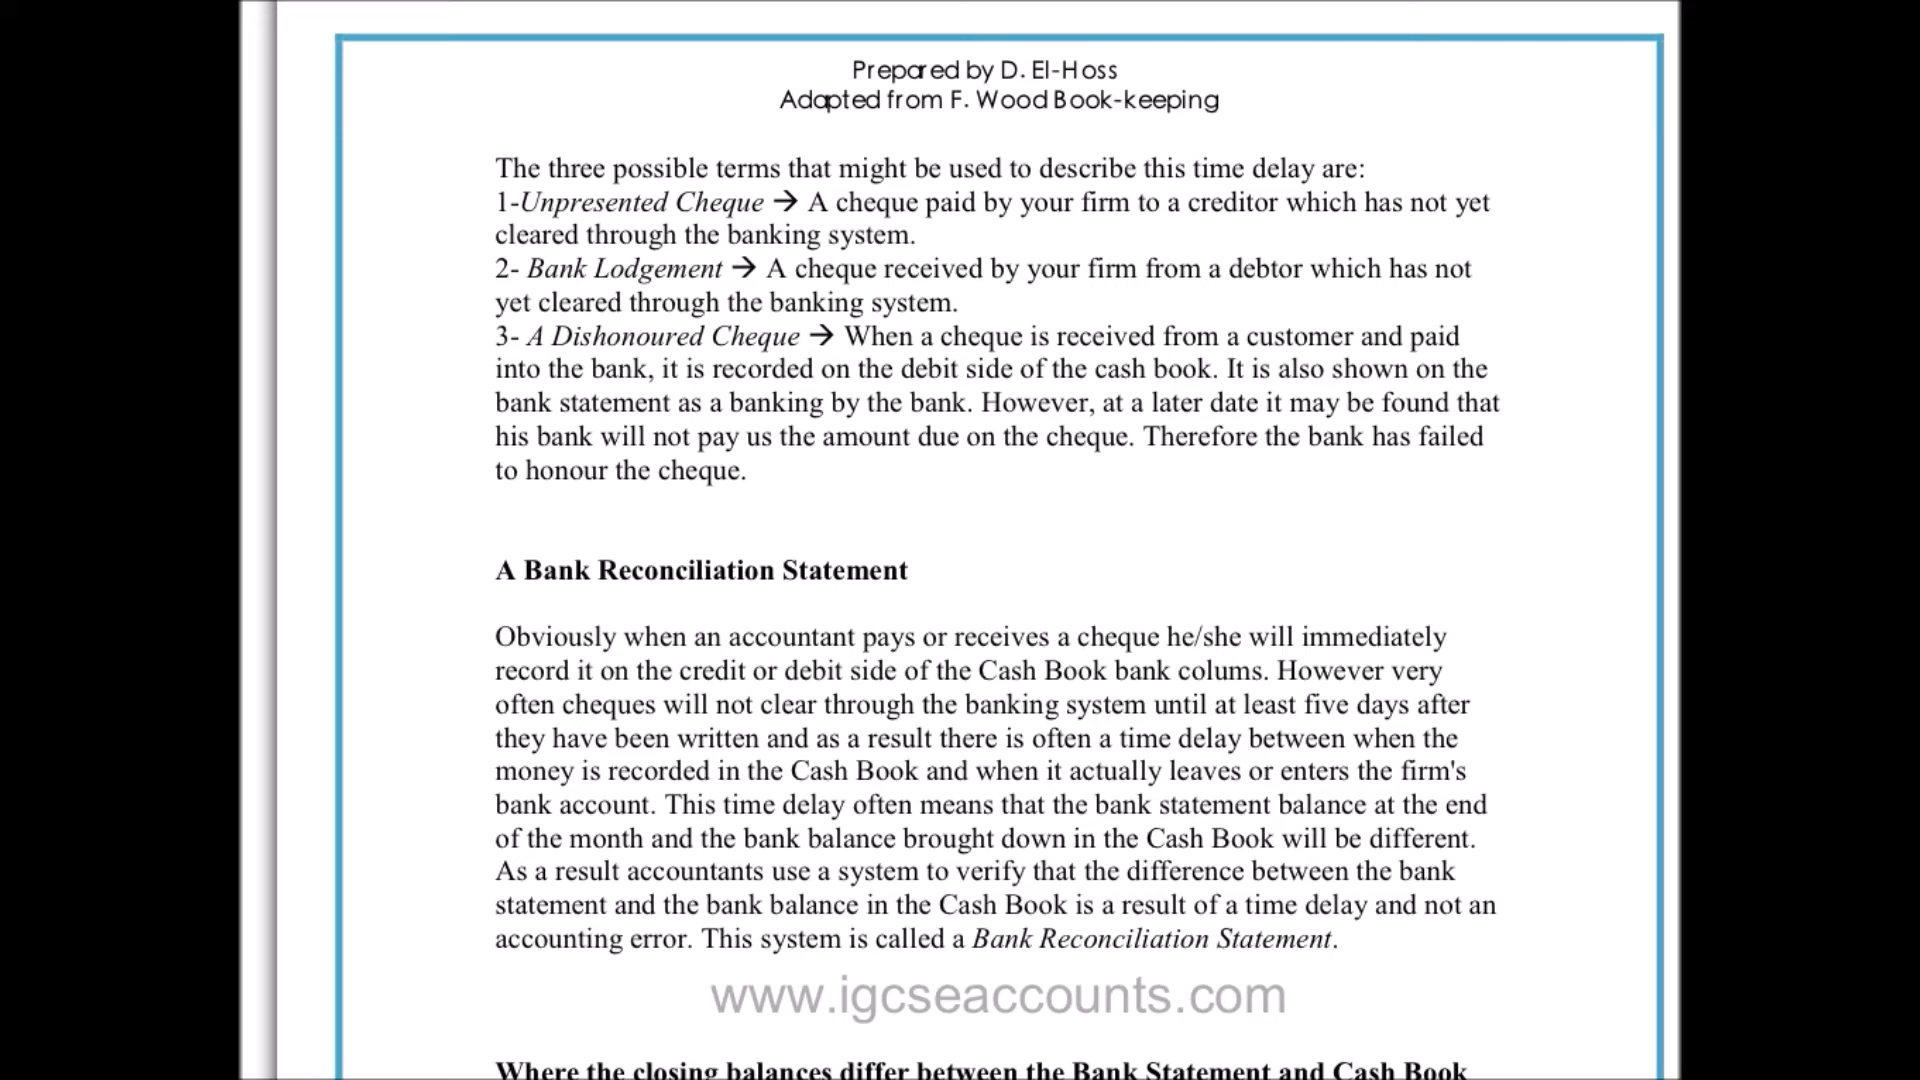 Prepared by D. El-Hoss
Adapted from F. Wood Book-keeping
The three possible terms that might be used to describe this time delay are:
1-Unpresented Cheque → A cheque paid by your firm to a creditor which has not yet
cleared through the banking system.
2- Bank Lodgement → A cheque received by your firm from a debtor which has not
yet cleared through the banking system.
3- A Dishonoured Cheque → When a cheque is received from a customer and paid
into the bank, it is recorded on the debit side of the cash book. It is also shown on the
bank statement as a banking by the bank. However, at a later date it may be found that
his bank will not pay us the amount due on the cheque. Therefore the bank has failed
to honour the cheque.
A Bank Reconciliation Statement
Obviously when an accountant pays or receives a cheque he/she will immediately
record it on the credit or debit side of the Cash Book bank colums. However very
often cheques will not clear through the banking system until at least five days after
they have been written and as a result there is often a time delay between when the
money is recorded in the Cash Book and when it actually leaves or enters the firm's
bank account. This time delay often means that the bank statement balance at the end
of the month and the bank balance brought down in the Cash Book will be different.
As a result accountants use a system to verify that the difference between the bank
statement and the bank balance in the Cash Book is a result of a time delay and not an
accounting error. This system is called a Bank Reconciliation Statement.
www.igcseaccounts.com
Where the closing balances differ between the Bank Statement and Cash Book